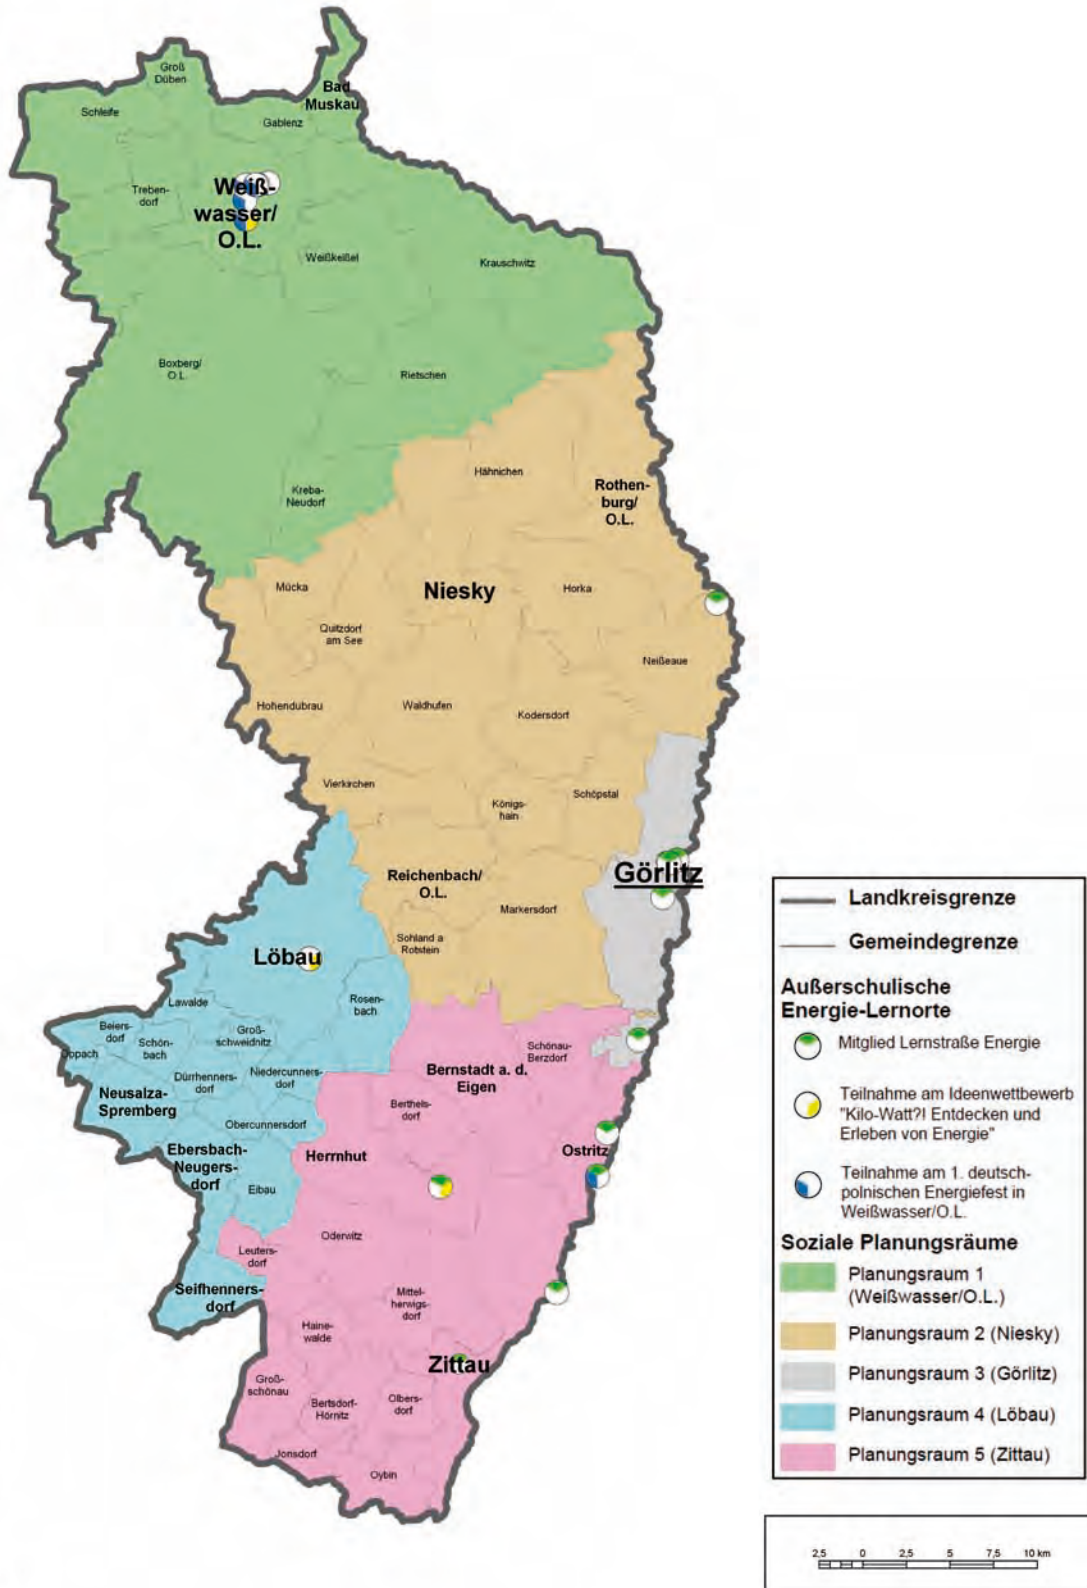 Groß
Düben
Bad
Muskau
Schleife
Gablenz
Treben-
dorf
Weiß-
wasser/
O.L.
Weißkeißel
Krauschwitz
Boxberg/
O.L.
Rietschen
Kreba-
Neudorf
Hähnichen
Rothen-
burg/
O.L.
Mücka
Niesky
Horka
Quitzdorf
am See
Neißeaue
Hohendubrau
Waldhufen
Kodersdorf
Vierkirchen
Königs-
hain
Schöpstal
Reichenbach/
O.L.
Görlitz
Markersdorf
Sohland a
Rotstein
Löbau
Lawalde
Rosen-
bach
Beiers-
dorf
Oppach
Schön-
bach
Groß-
schweidnitz
Dürrhenners-
dorf
Niedercunners-
dorf
Neusalza-
Spremberg
Obercunnersdorf
Ebersbach-
Neugers-
dorf
Eibau
Schönau-
Berzdorf
Bernstadt a. d.
Eigen
Berthels-
dorf
Herrnhut
Ostritz
Oderwitz
Leuters-
dorf
Seifhenners-
dorf
Mittel-
herwigs-
dorf
Haine-
walde
Zittau
Groß-
schönau
Bertsdorf-
Hörnitz
Olbers-
dorf
Jonsdorf
Oybin
Landkreisgrenze
Gemeindegrenze
Außerschulische
Energie-Lernorte
Mitglied Lernstraße Energie
Teilnahme am Ideenwettbewerb
"Kilo-Watt?! Entdecken und
Erleben von Energie"
Teilnahme am 1. deutsch-
polnischen Energiefest in
Weißwasser/O.L.
Soziale Planungsräume
Planungsraum 1
(Weißwasser/O.L.)
Planungsraum 2 (Niesky)
Planungsraum 3 (Görlitz)
Planungsraum 4 (Löbau)
Planungsraum 5 (Zittau)
2,5 0 2,5 5 7,5 10 km